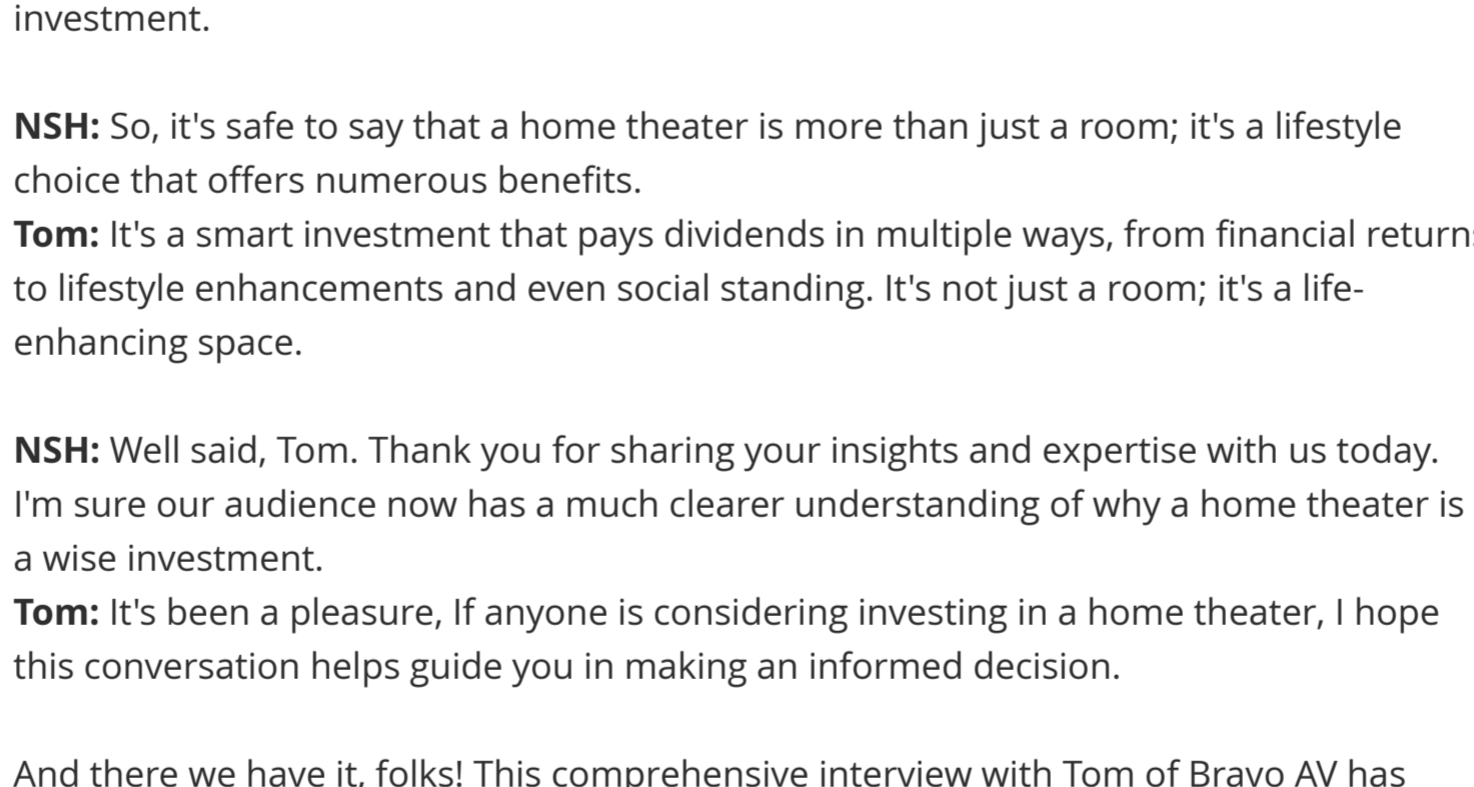 investment.
NSH: So, it's safe to say that a home theater is more than just a room; it's a lifestyle
choice that offers numerous benefits.
Tom: It's a smart investment that pays dividends in multiple ways, from financial returns
to lifestyle enhancements and even social standing. It's not just a room; it's a life-
enhancing space.
NSH: Well said, Tom. Thank you for sharing your insights and expertise with us today.
I'm sure our audience now has a much clearer understanding of why a home theater is
a wise investment.
Tom: It's been a pleasure, If anyone is considering investing in a home theater, I hope
this conversation helps guide you in making an informed decision.
And there we have it, folks! This comprehensive interview with Tom of Bravo AV has